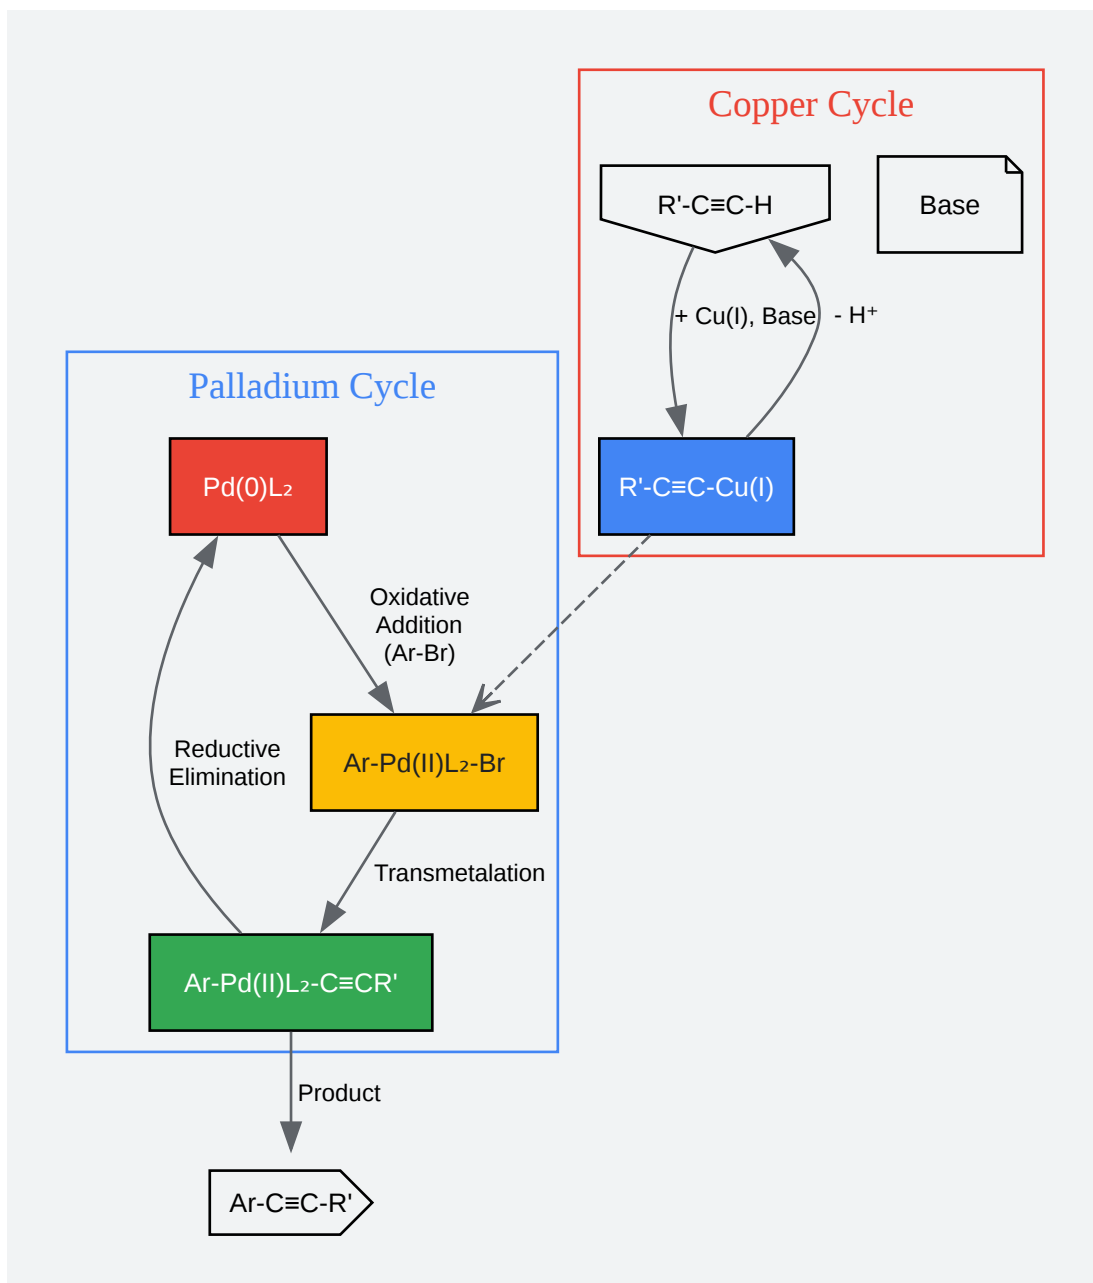 Copper Cycle
R'-C≡C-H
Base
+ Cu(I), Base
- H⁺
R'-C≡C-Cu(I)
Palladium Cycle
Pd(0)L₂
Oxidative
Addition
(Ar-Br)
Reductive
Elimination
Ar-Pd(II)L₂-Br
Transmetalation
Ar-Pd(II)L₂-C≡CR'
Product
Ar-C≡C-R'